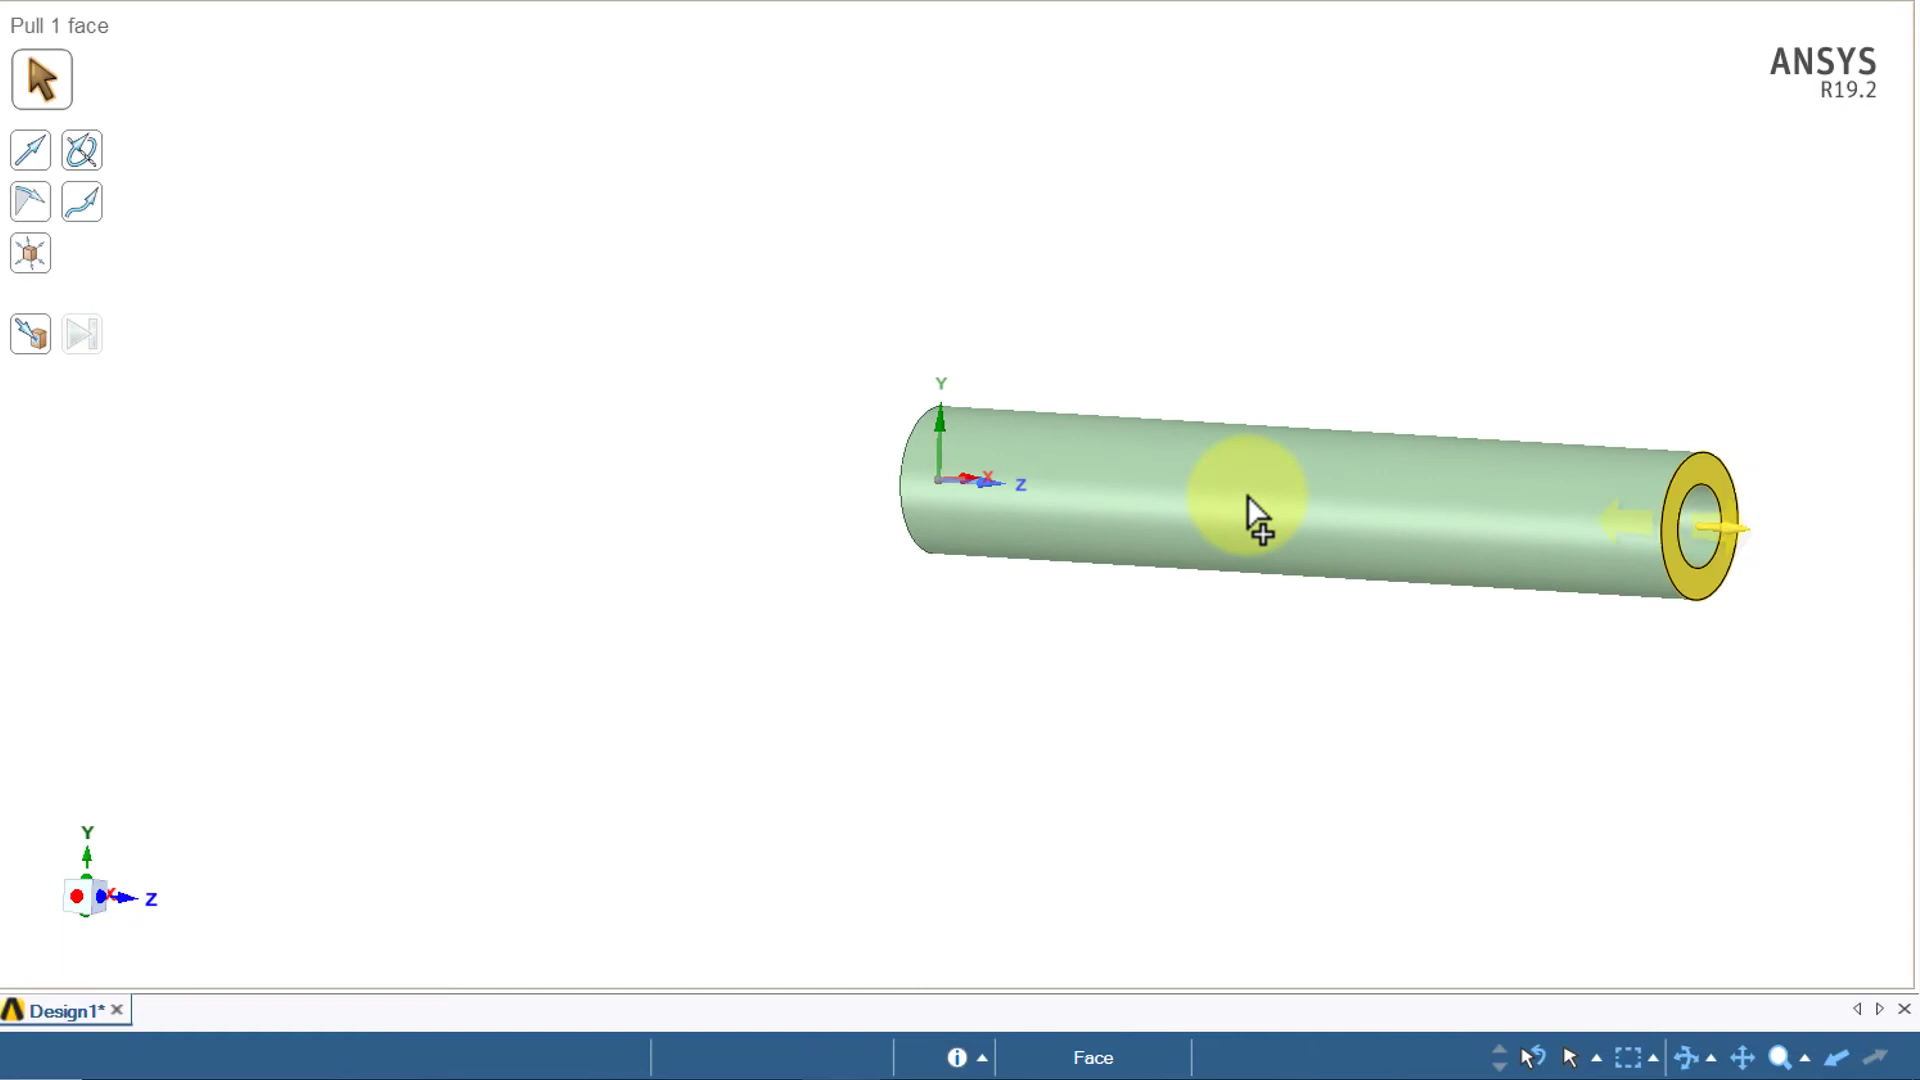 Pull 1 face
ANSYS
R19.2
Y
X
Z
Y
X
Z
Design1*
Face